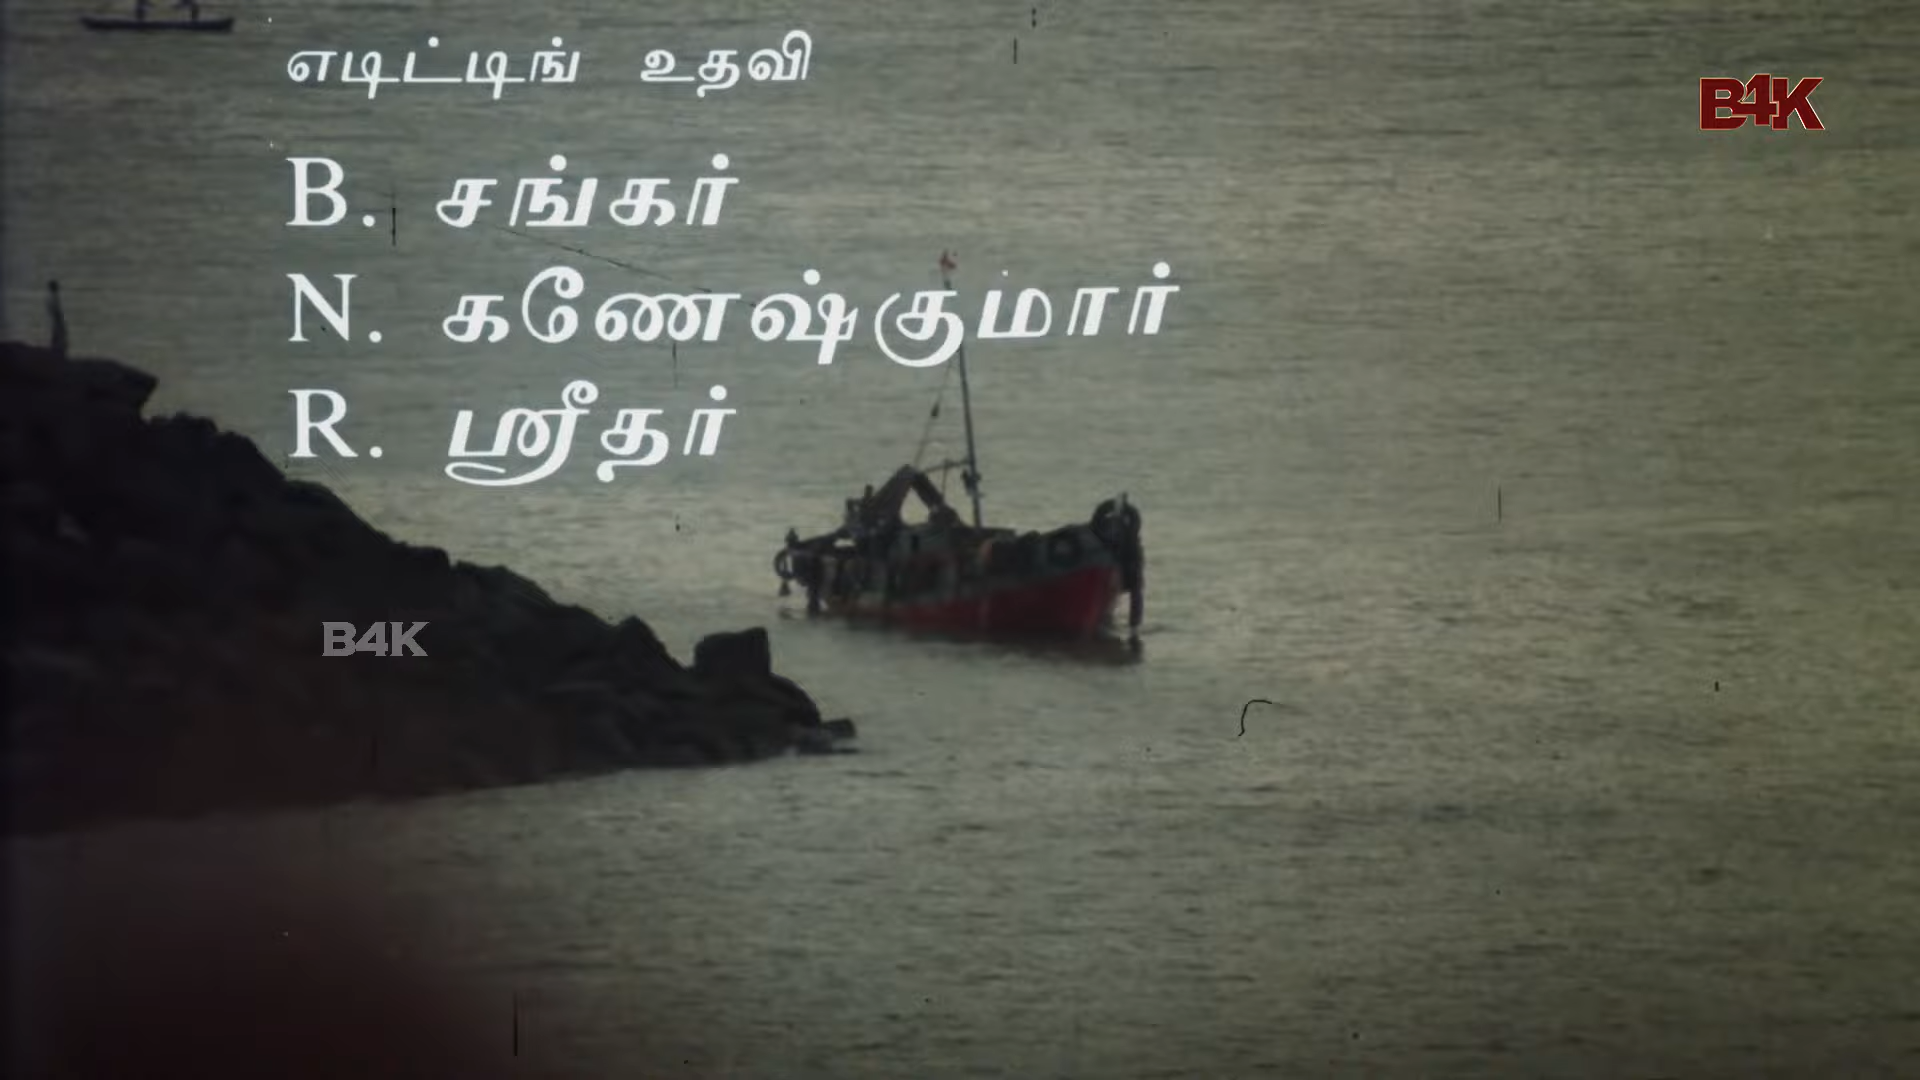 எடிட்டிங் உதவி
B4K
B. சங்கர்
N. கணேஷ்குமார்
R. ஸ்ரீதர்
B4K